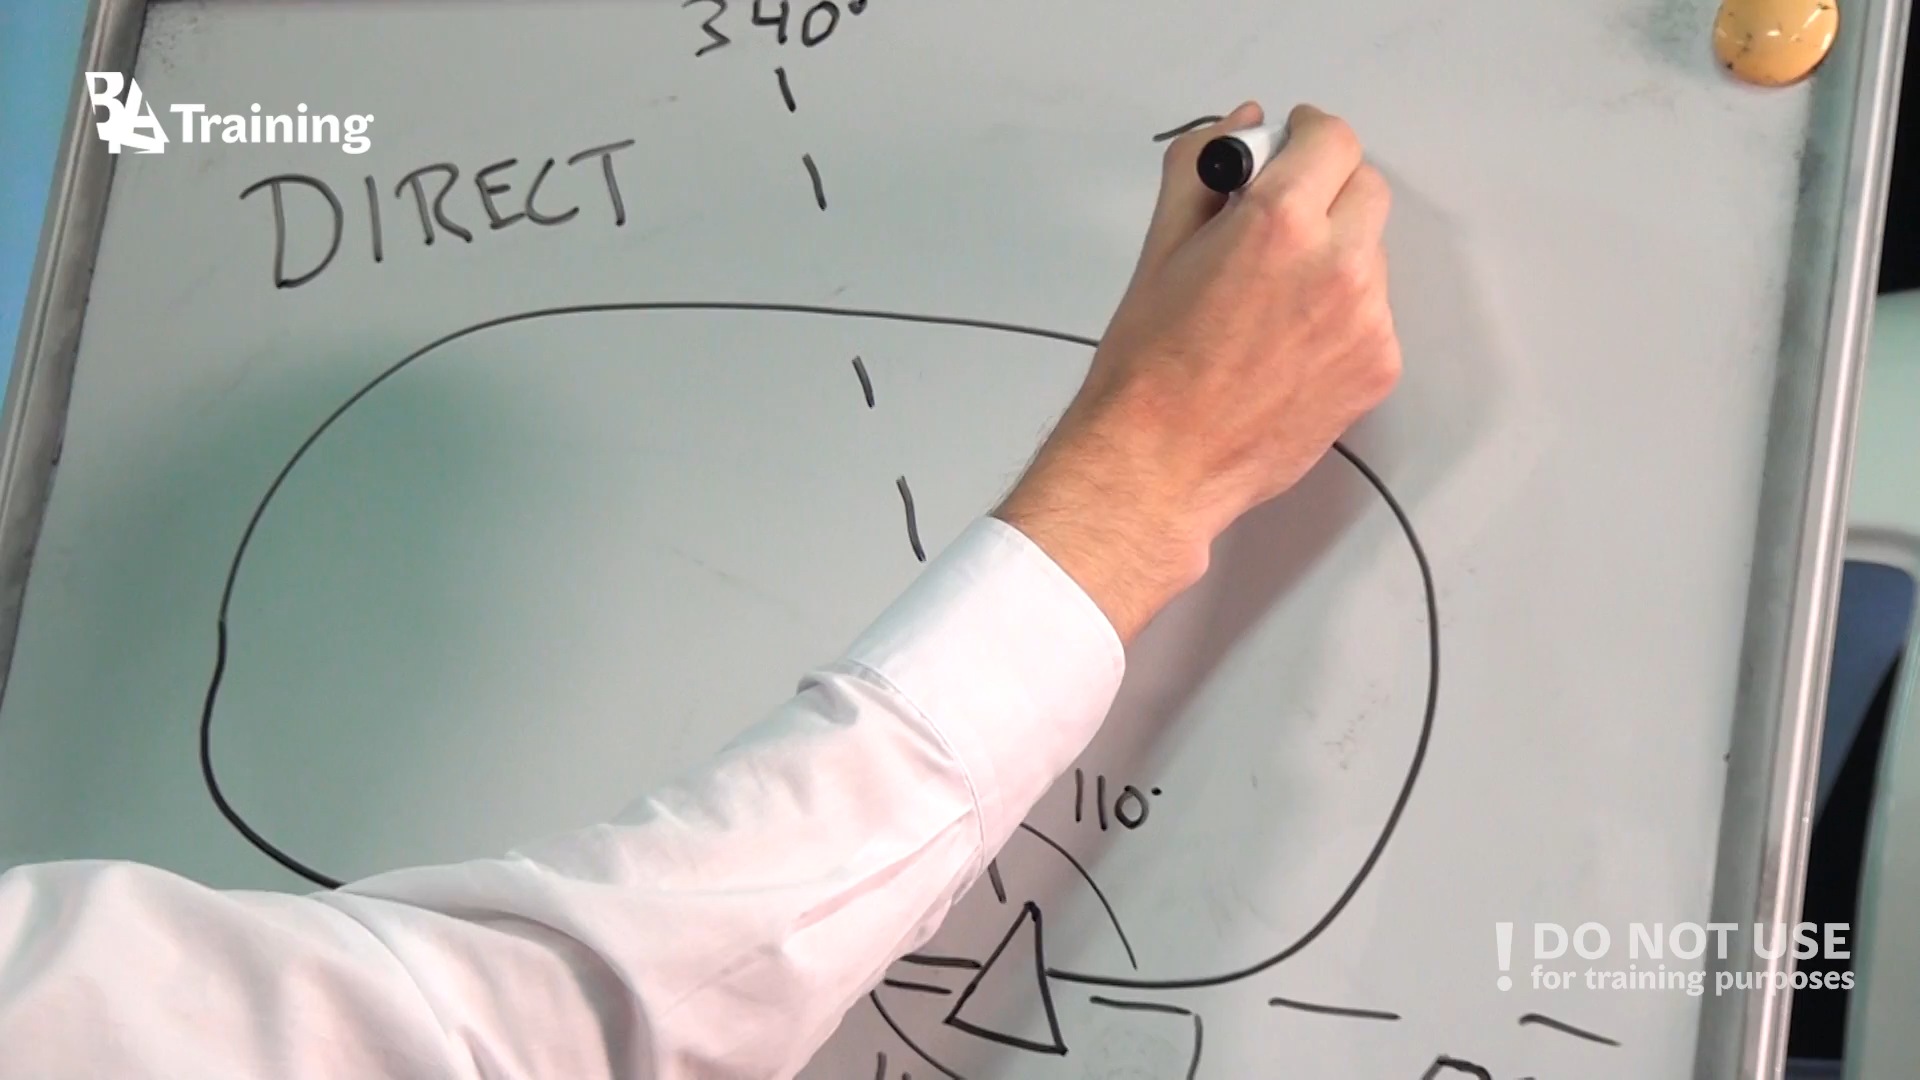 340°
BAA Training
DIRECT
110°
! DO NOT USE
for training purposes